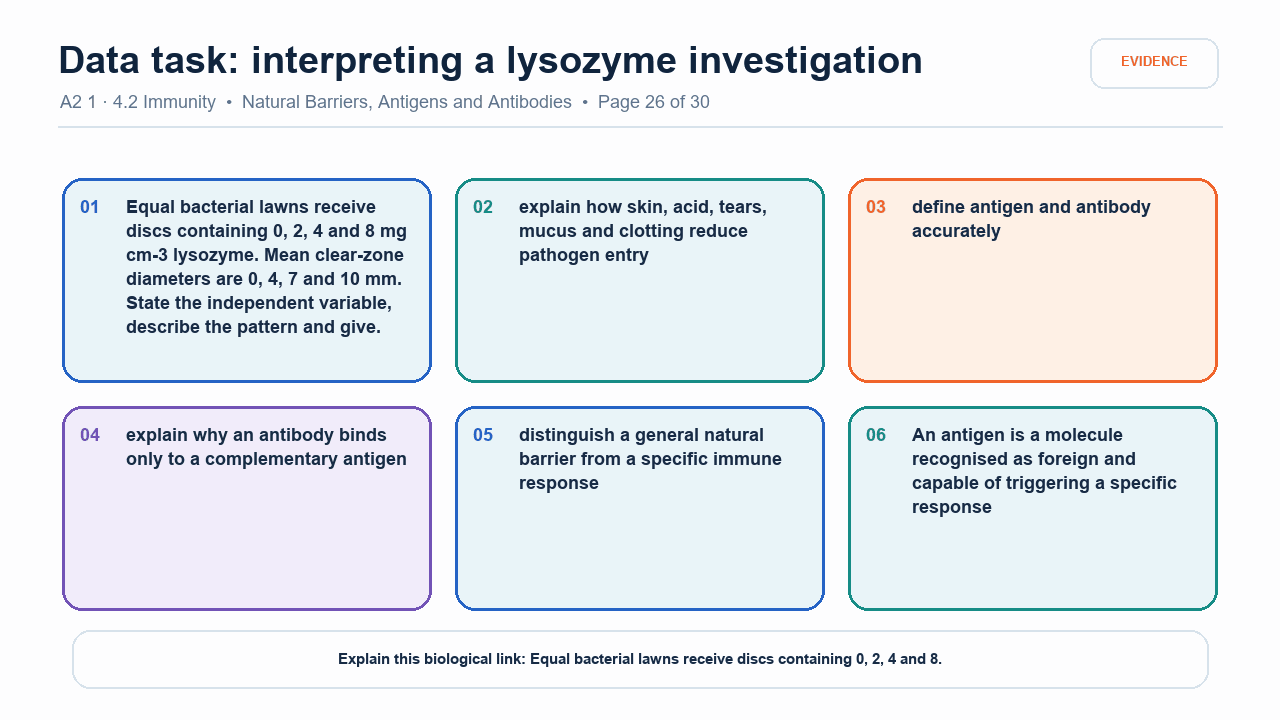 Data task: interpreting a lysozyme investigation
EVIDENCE
A2 1 · 4.2 Immunity • Natural Barriers, Antigens and Antibodies • Page 26 of 30
01
Equal bacterial lawns receive
discs containing 0, 2, 4 and 8 mg
cm-3 lysozyme. Mean clear-zone
diameters are 0, 4, 7 and 10 mm.
State the independent variable,
describe the pattern and give.
02
explain how skin, acid, tears,
mucus and clotting reduce
pathogen entry
03
define antigen and antibody
accurately
04
explain why an antibody binds
only to a complementary antigen
05
distinguish a general natural
barrier from a specific immune
response
06
An antigen is a molecule
recognised as foreign and
capable of triggering a specific
response
Explain this biological link: Equal bacterial lawns receive discs containing 0, 2, 4 and 8.